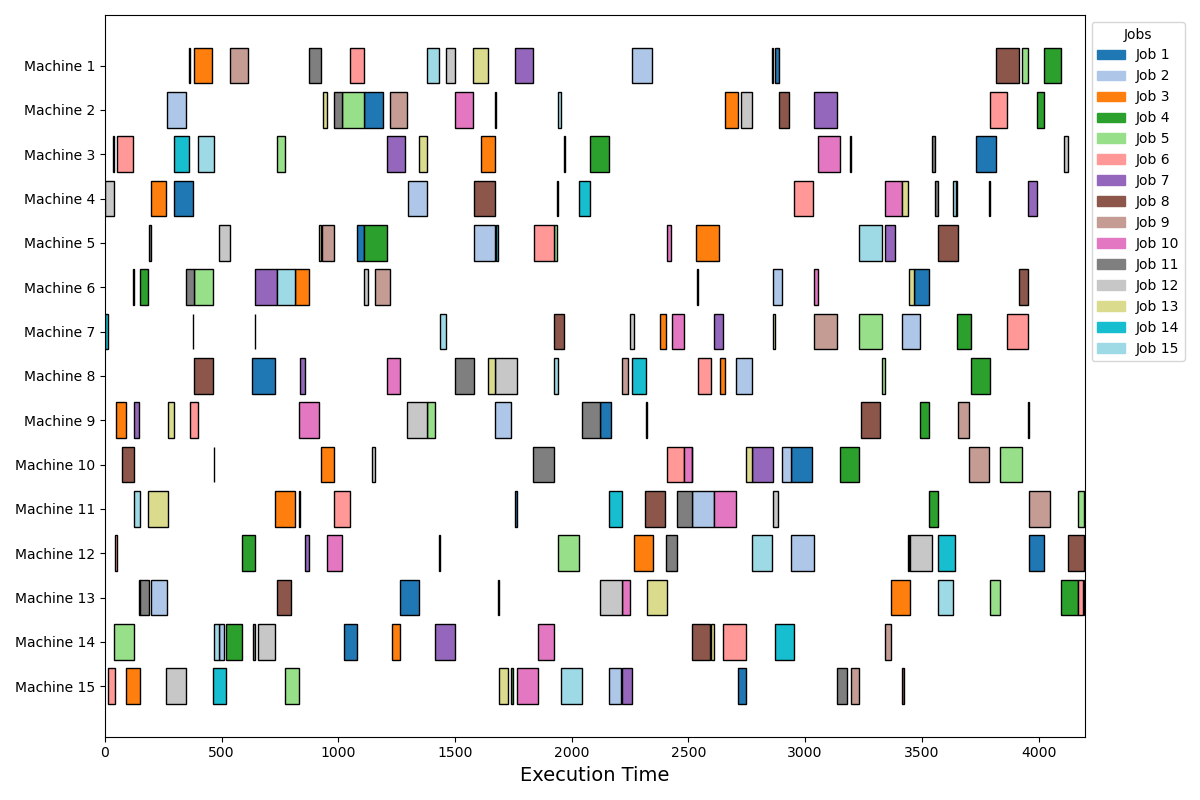 Machine 1
Machine 2
Machine 3
Machine 4
Machine 5
Machine 6
Machine 7
Machine 8
Machine 9
Machine 10
Machine 11
Machine 12
Machine 13
Machine 14
Machine 15
0 500 1000 1500 2000 2500 3000 3500 4000
Execution Time
Jobs
Job 1
Job 2
Job 3
Job 4
Job 5
Job 6
Job 7
Job 8
Job 9
Job 10
Job 11
Job 12
Job 13
Job 14
Job 15